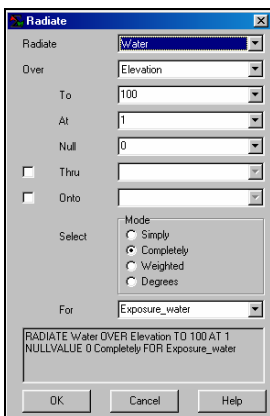 Radiate
Radiate Water
Over Elevation
To 100
At 1
Null 0
Thru
Onto
Mode
Select
Simply
Completely
Weighted
Degrees
For Exposure_water
RADIATE Water OVER Elevation TO 100 AT 1
NULLVALUE 0 Completely FOR Exposure_water
OK Cancel Help